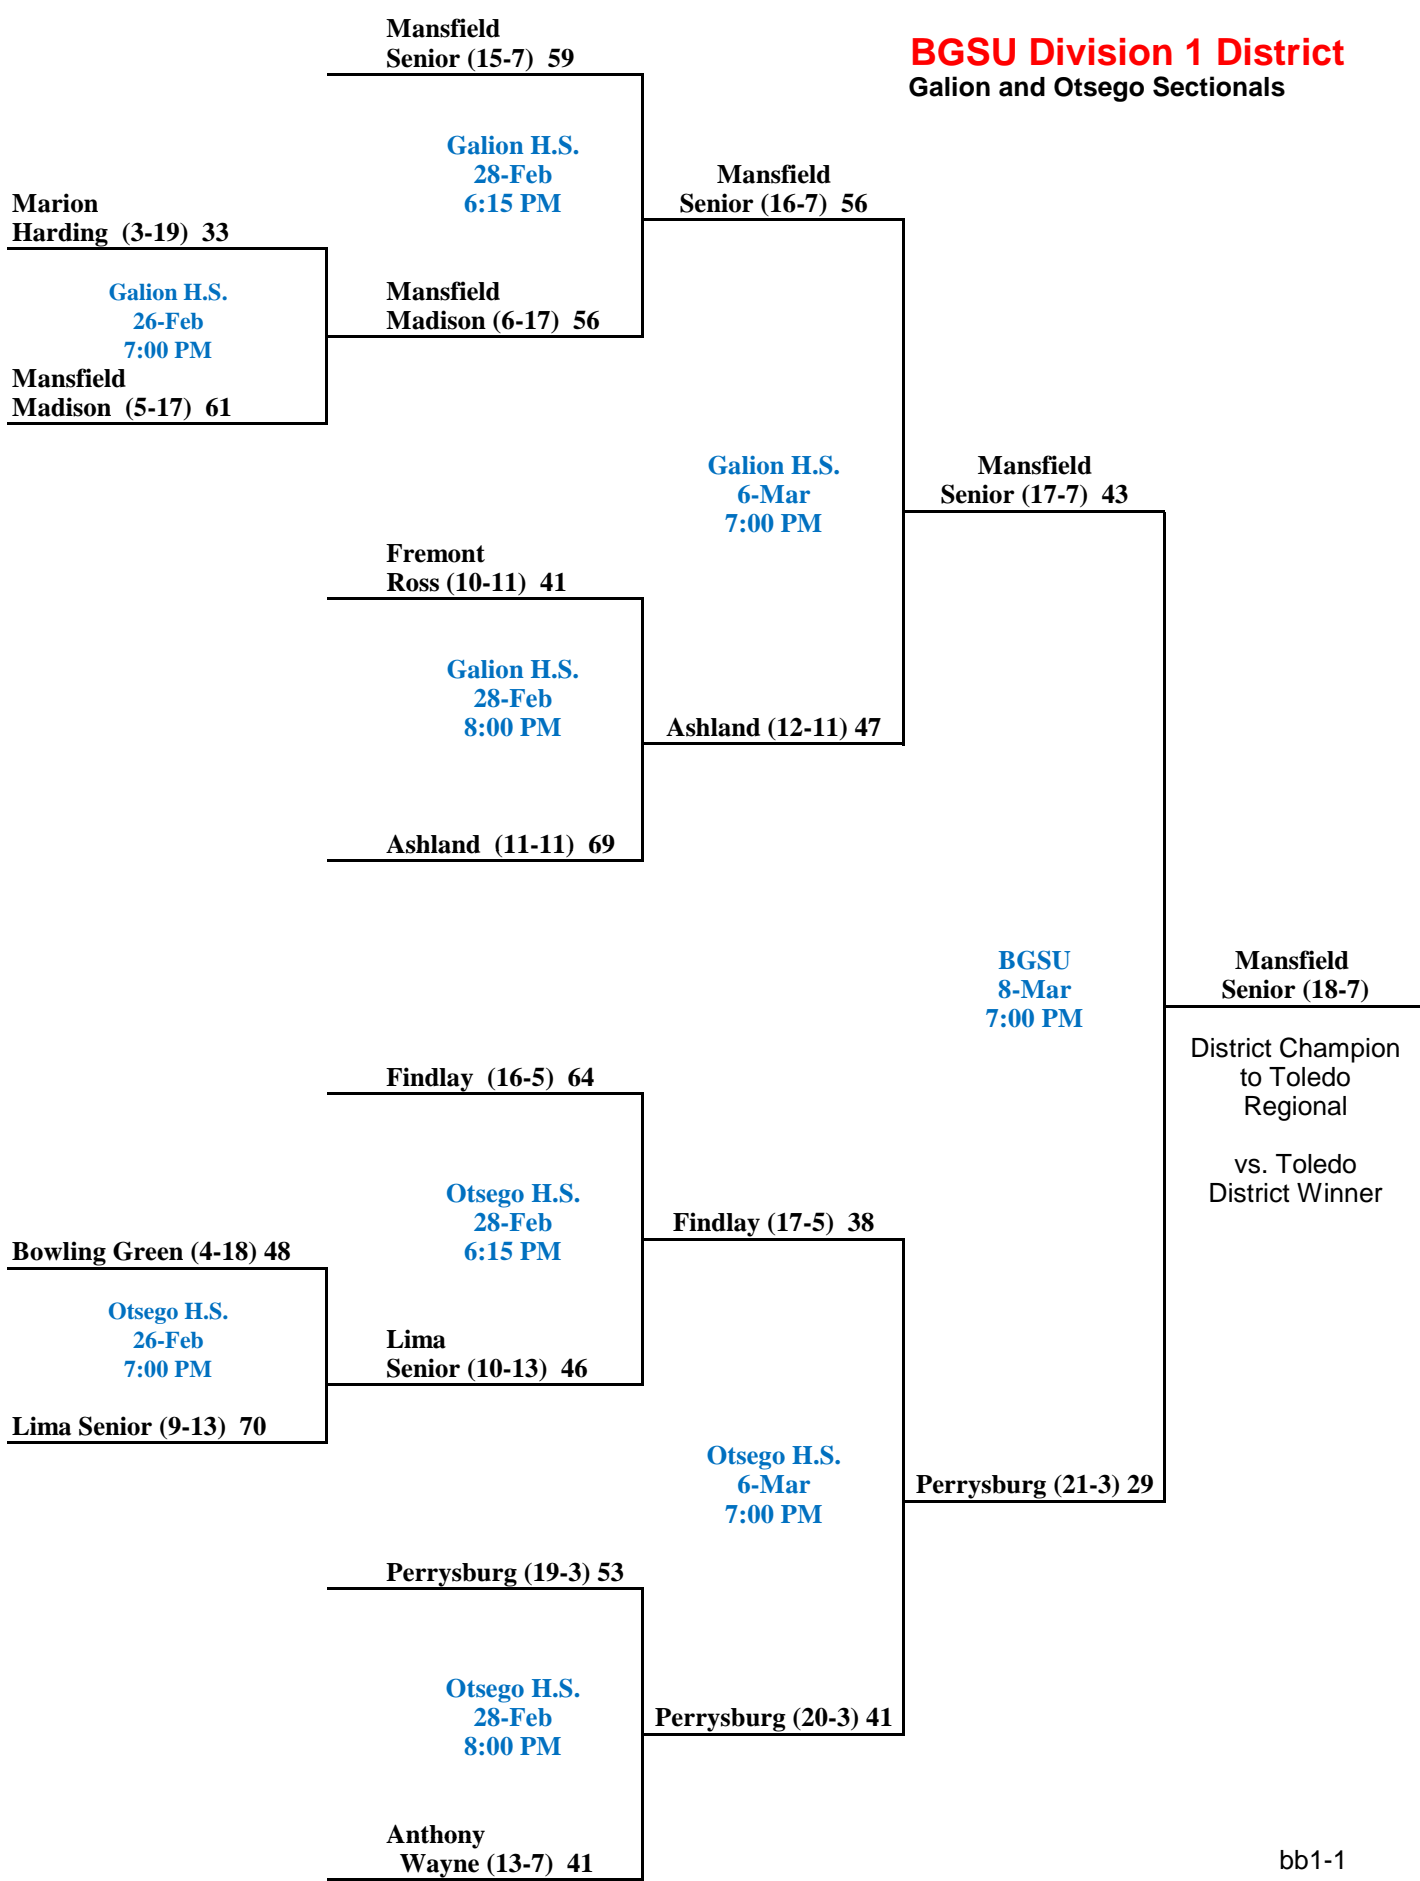 BGSU Division 1 District
Galion and Otsego Sectionals
Mansfield
Senior (15-7)  59
Galion H.S.
28-Feb
6:15 PM
Mansfield
Senior (16-7)  56
Marion
Harding  (3-19)  33
Galion H.S.
26-Feb
7:00 PM
Mansfield
Madison (6-17)  56
Mansfield
Madison  (5-17)  61
Galion H.S.
6-Mar
7:00 PM
Mansfield
Senior (17-7)  43
Fremont
Ross (10-11)  41
Galion H.S.
28-Feb
8:00 PM
Ashland (12-11) 47
Ashland  (11-11)  69
BGSU
8-Mar
7:00 PM
Mansfield
Senior (18-7)
District Champion
to Toledo
Regional
vs. Toledo
District Winner
Findlay  (16-5)  64
Otsego H.S.
28-Feb
6:15 PM
Findlay (17-5)  38
Bowling Green (4-18) 48
Otsego H.S.
26-Feb
7:00 PM
Lima
Senior (10-13)  46
Lima Senior (9-13)  70
Otsego H.S.
6-Mar
7:00 PM
Perrysburg (21-3) 29
Perrysburg (19-3) 53
Otsego H.S.
28-Feb
8:00 PM
Perrysburg (20-3) 41
Anthony
Wayne (13-7)  41
bb1-1